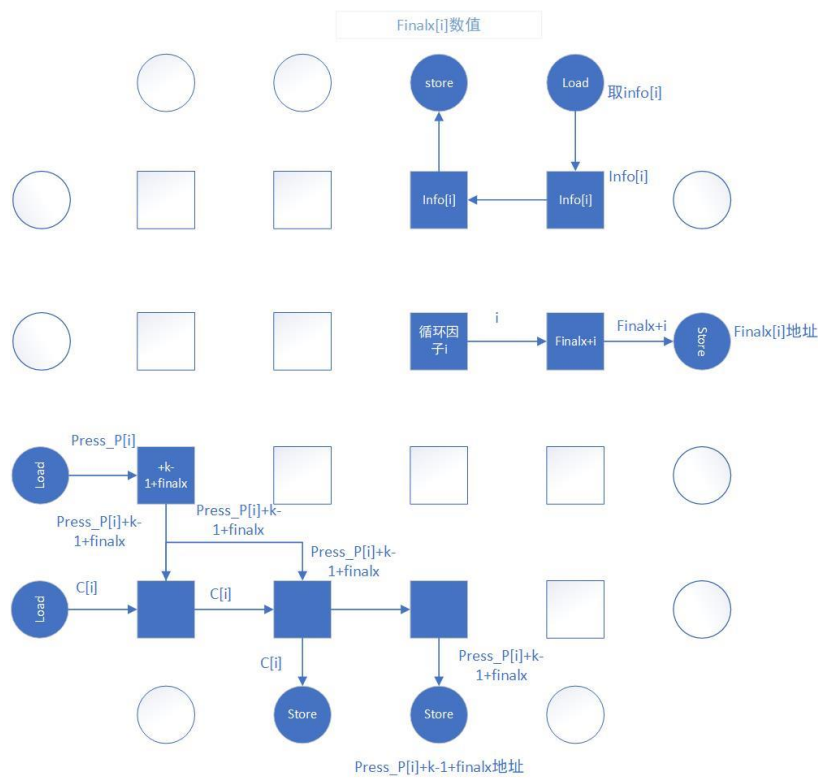 Finalx[i]数值
store
Load
取info[i]
Info[i]
Info[i]
Info[i]
循环因
子i
i
Finalx+i
Finalx+i
Store
Finalx[i]地址
Load
Press_P[i]
+k-
1+finalx
Press_P[i]+k-
1+finalx
Press_P[i]+k-
1+finalx
Press_P[i]+k-
1+finalx
Load
C[i]
C[i]
C[i]
Press_P[i]+k-
1+finalx
Store
Store
Press_P[i]+k-1+finalx地址